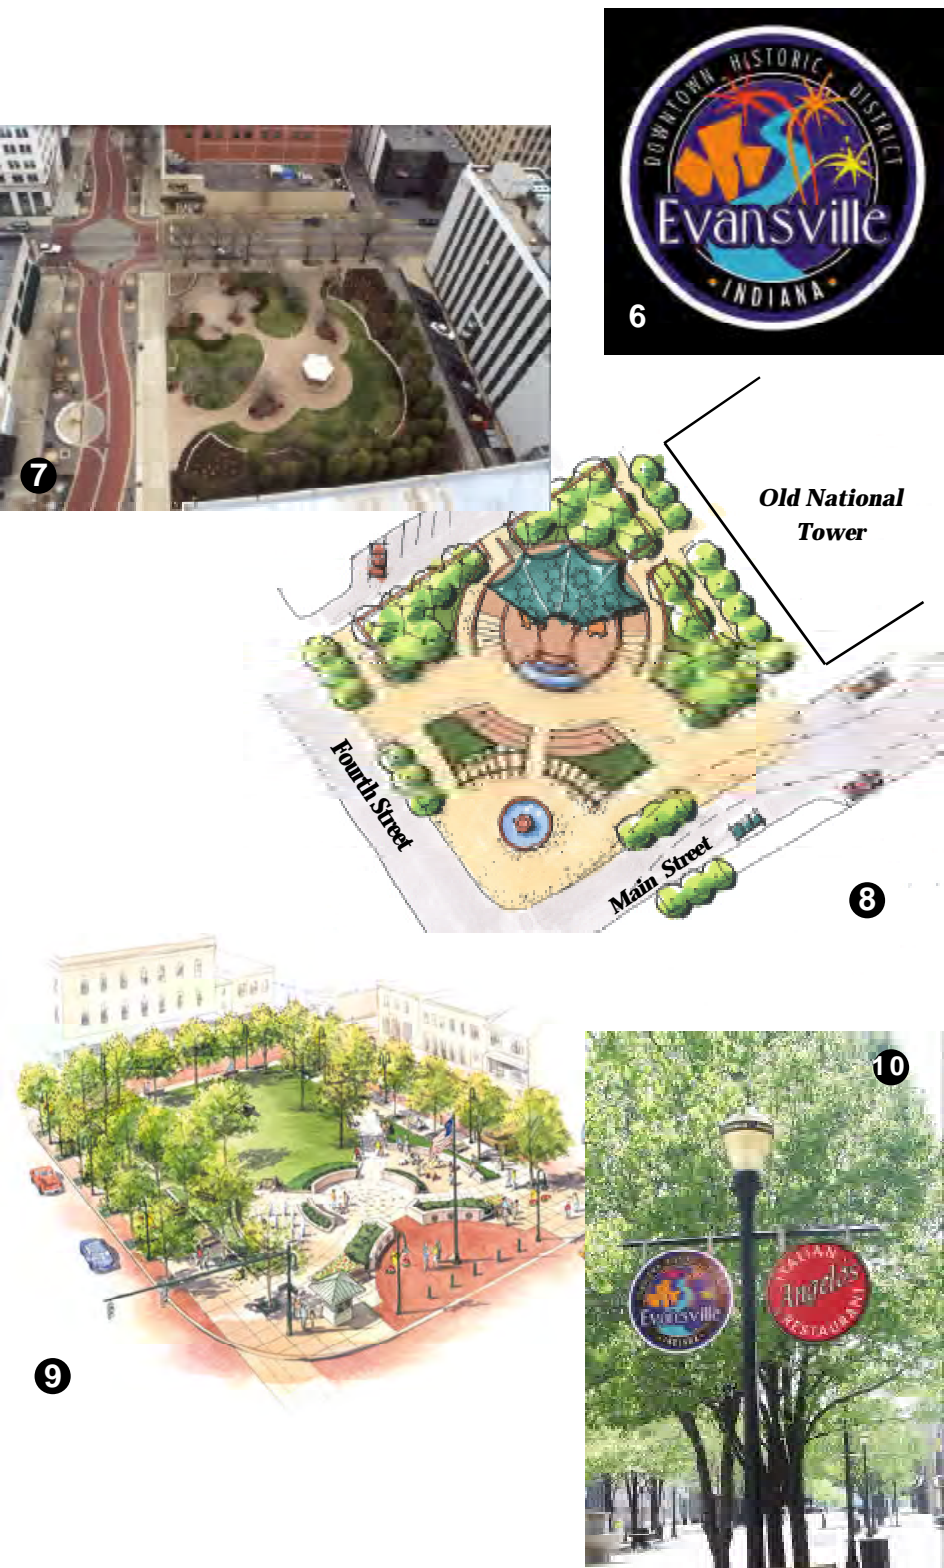 DOWNTOWN HISTORIC DISTRICT
Evansville
INDIANA
6
7
Old National
Tower
Fourth Street
Main Street
8
9
10
Evansville
INDIANA
ITALIAN
Angelo's
RESTAURANT